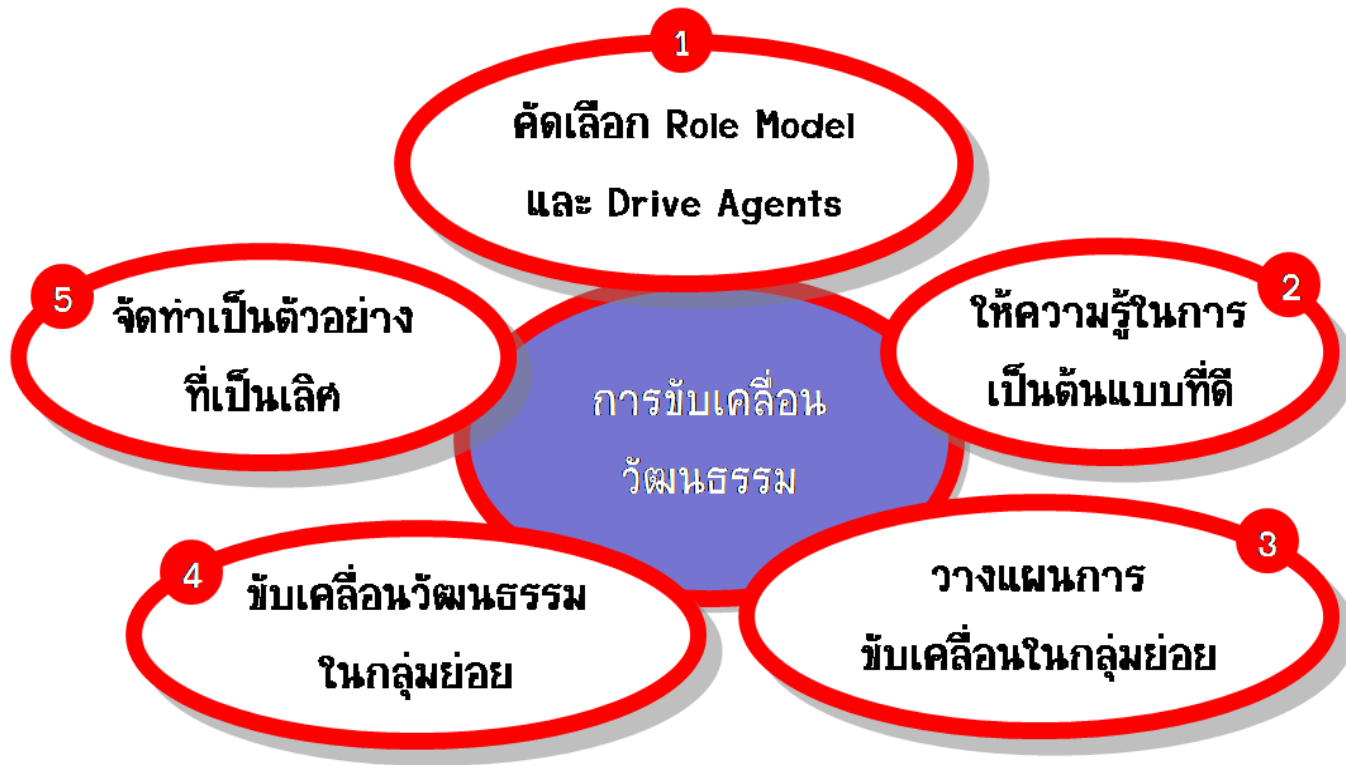 1
คัดเลือก Role Model
และ Drive Agents
2
ให้ความรู้ในการ
เป็นต้นแบบที่ดี
3
วางแผนการ
ขับเคลื่อนในกลุ่มย่อย
4
ขับเคลื่อนวัฒนธรรม
ในกลุ่มย่อย
5
จัดทำเป็นตัวอย่าง
ที่เป็นเลิศ
การขับเคลื่อน
วัฒนธรรม